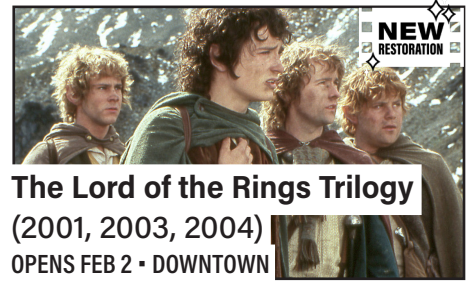 NEW
RESTORATION
The Lord of the Rings Trilogy
(2001, 2003, 2004)
OPENS FEB 2 ▪ DOWNTOWN